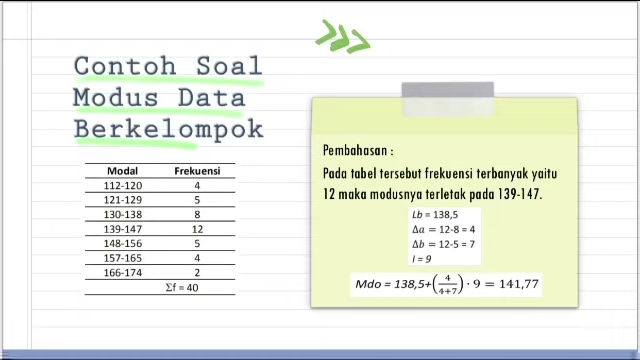 Contoh Soal
Modus Data
Berkelompok
Modal Frekuensi
112-120 4
121-129 5
130-138 8
139-147 12
148-156 5
157-165 4
166-174 2
Σf = 40
Pembahasan :
Pada tabel tersebut frekuensi terbanyak yaitu
12 maka modusnya terletak pada 139-147.
Lb = 138,5
Δa = 12-8 = 4
Δb = 12-5 = 7
I = 9
Mdo = 138,5+(4/4+7) · 9 = 141,77